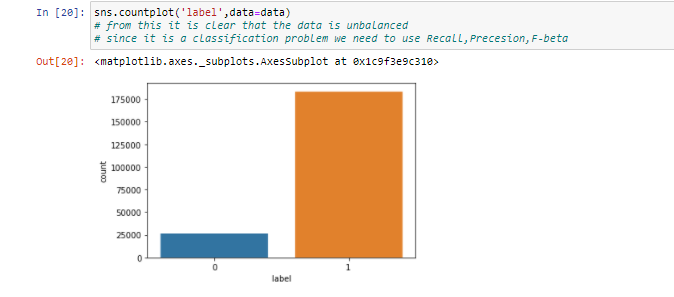 In [20]: sns.countplot('label',data=data)
# from this it is clear that the data is unbalanced
# since it is a classification problem we need to use Recall,Precesion,F-beta
Out[20]: <matplotlib.axes._subplots.AxesSubplot at 0x1c9f3e9c310>
175000
150000
125000
100000
75000
50000
25000
0
count
0 1
label